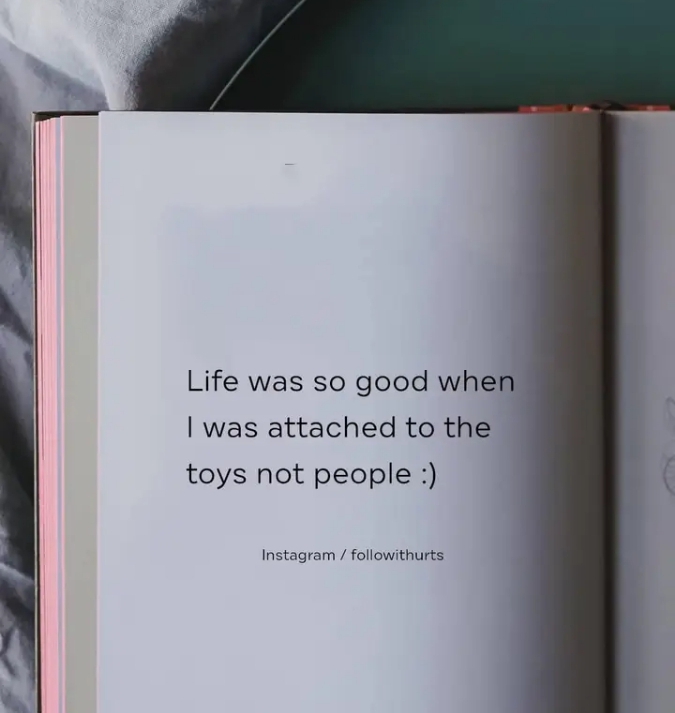 Life was so good when
I was attached to the
toys not people :)
Instagram / followithurts